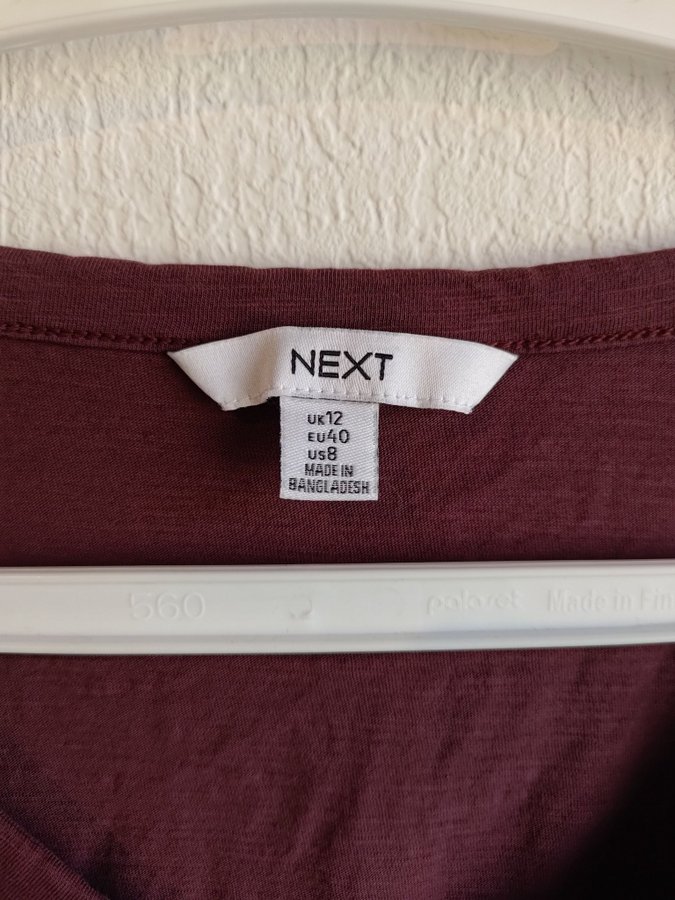 NEXT
UK12
EU40
US8
MADE IN
BANGLADESH
560
Made in Fin